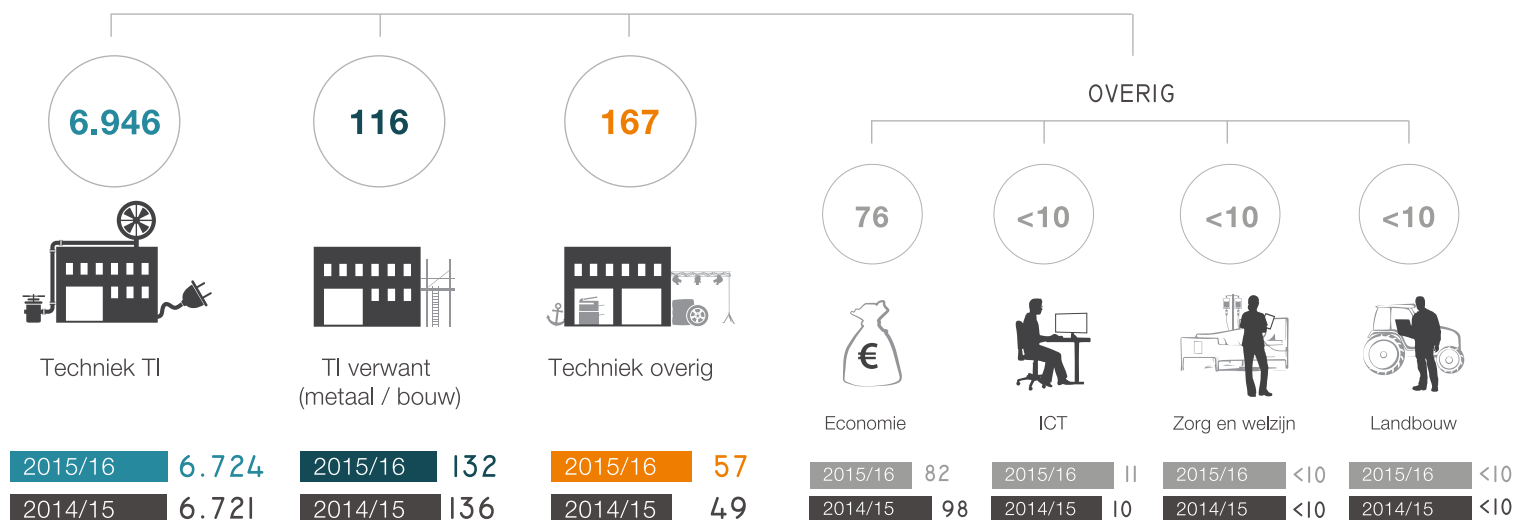 6.946
116
167
OVERIG
76
<10
<10
<10
€
Techniek TI
TI verwant
(metaal / bouw)
Techniek overig
Economie
ICT
Zorg en welzijn
Landbouw
2015/16 6.724
2014/15 6.721
2015/16 132
2014/15 136
2015/16 57
2014/15 49
2015/16 82
2014/15 98
2015/16 11
2014/15 10
2015/16 <10
2014/15 <10
2015/16 <10
2014/15 <10